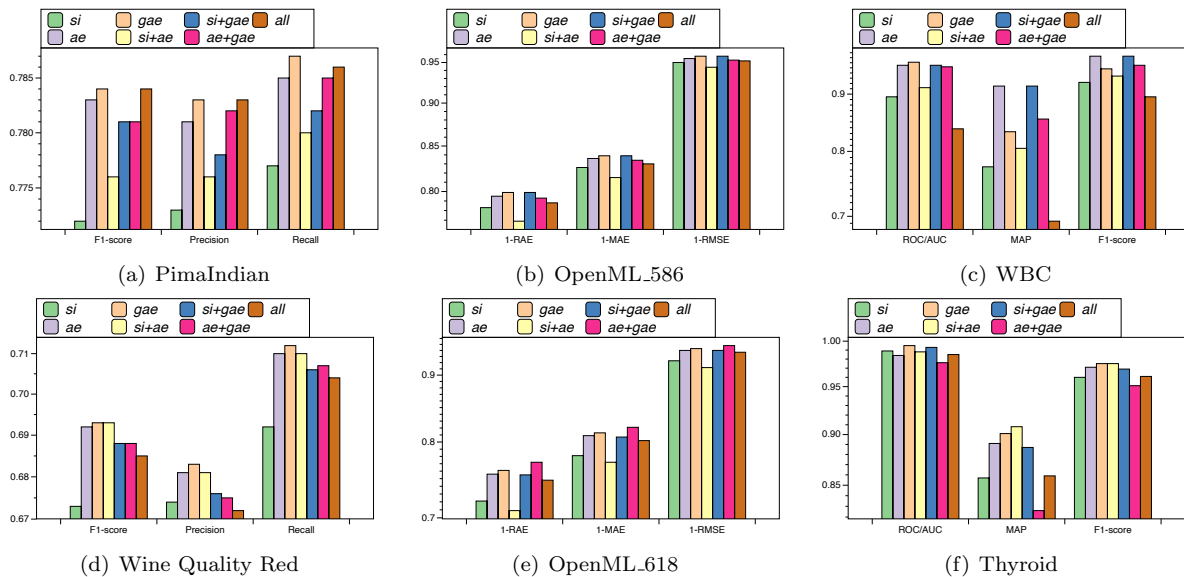 si gae si+gae all
ae si+ae ae+gae
0.785
0.780
0.775
F1-score Precision Recall
(a) PimaIndian
si gae si+gae all
ae si+ae ae+gae
0.95
0.90
0.85
0.80
1-RAE 1-MAE 1-RMSE
(b) OpenML_586
si gae si+gae all
ae si+ae ae+gae
0.9
0.8
0.7
ROC/AUC MAP F1-score
(c) WBC
si gae si+gae all
ae si+ae ae+gae
0.71
0.70
0.69
0.68
0.67
F1-score Precision Recall
(d) Wine Quality Red
si gae si+gae all
ae si+ae ae+gae
0.9
0.8
0.7
1-RAE 1-MAE 1-RMSE
(e) OpenML_618
si gae si+gae all
ae si+ae ae+gae
1.00
0.95
0.90
0.85
ROC/AUC MAP F1-score
(f) Thyroid